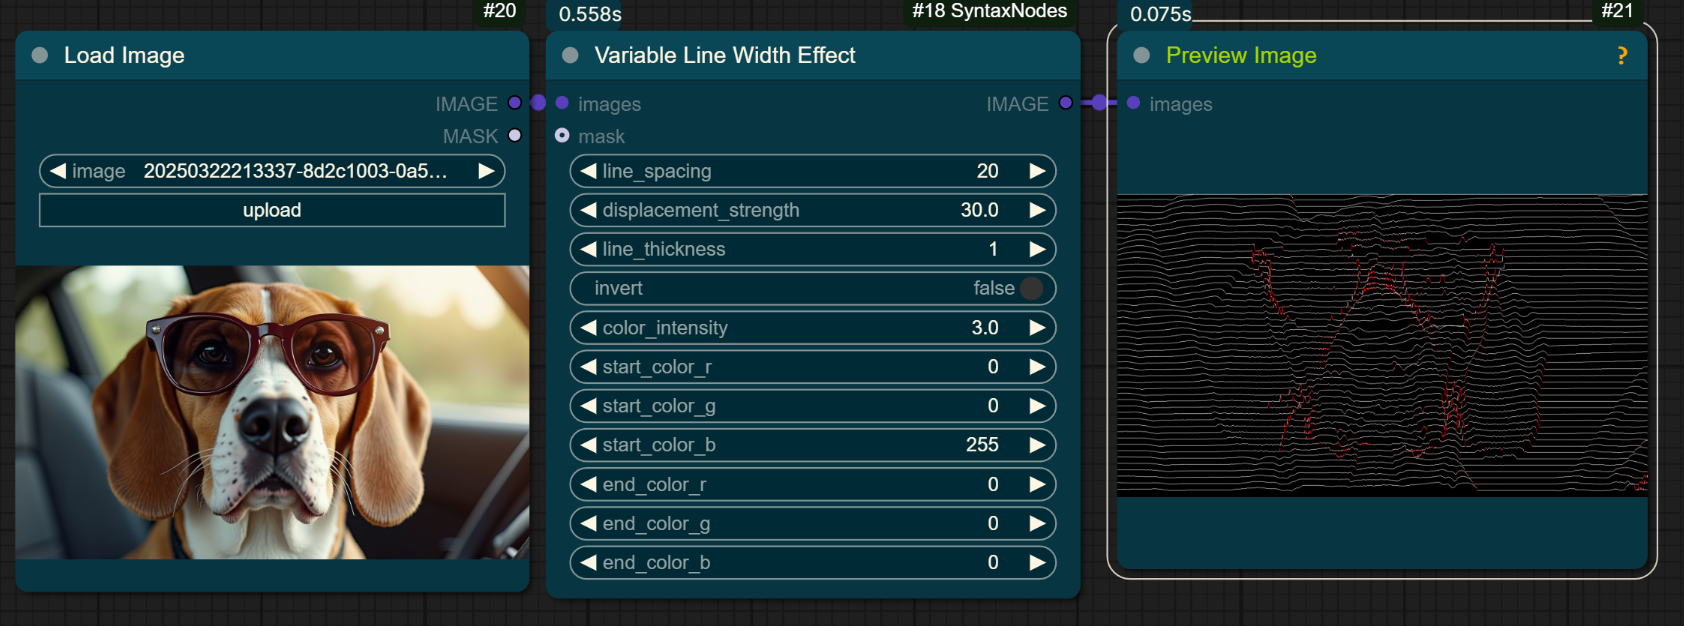 #20
Load Image
IMAGE
MASK
image 20250322213337-8d2c1003-0a5...
upload
0.558s
#18 SyntaxNodes
Variable Line Width Effect
images IMAGE
mask
line_spacing 20
displacement_strength 30.0
line_thickness 1
invert false
color_intensity 3.0
start_color_r 0
start_color_g 0
start_color_b 255
end_color_r 0
end_color_g 0
end_color_b 0
0.075s
#21
Preview Image ?
images